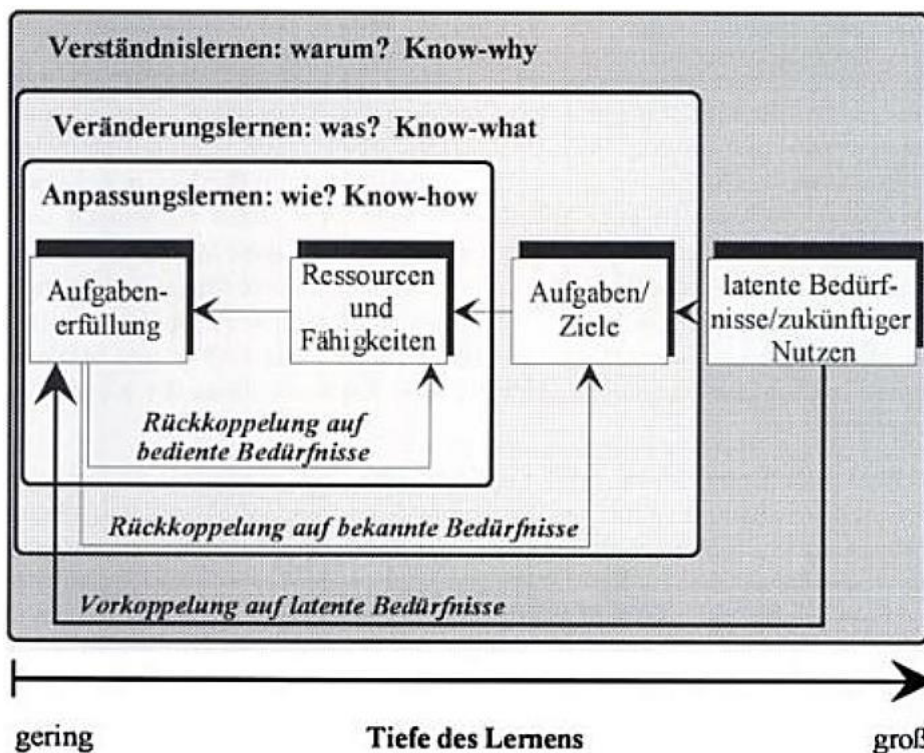 Verständnislernen: warum? Know-why
Veränderungslernen: was? Know-what
Anpassungslernen: wie? Know-how
Aufgaben-
erfüllung
Ressourcen
und
Fähigkeiten
Aufgaben/
Ziele
latente Bedürf-
nisse/zukünftiger
Nutzen
Rückkoppelung auf
bediente Bedürfnisse
Rückkoppelung auf bekannte Bedürfnisse
Vorkoppelung auf latente Bedürfnisse
gering
Tiefe des Lernens
groß